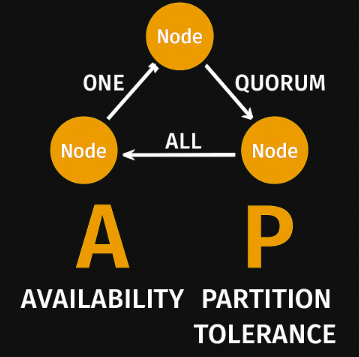 Node
ONE QUORUM
Node ALL Node
A P
AVAILABILITY PARTITION
TOLERANCE